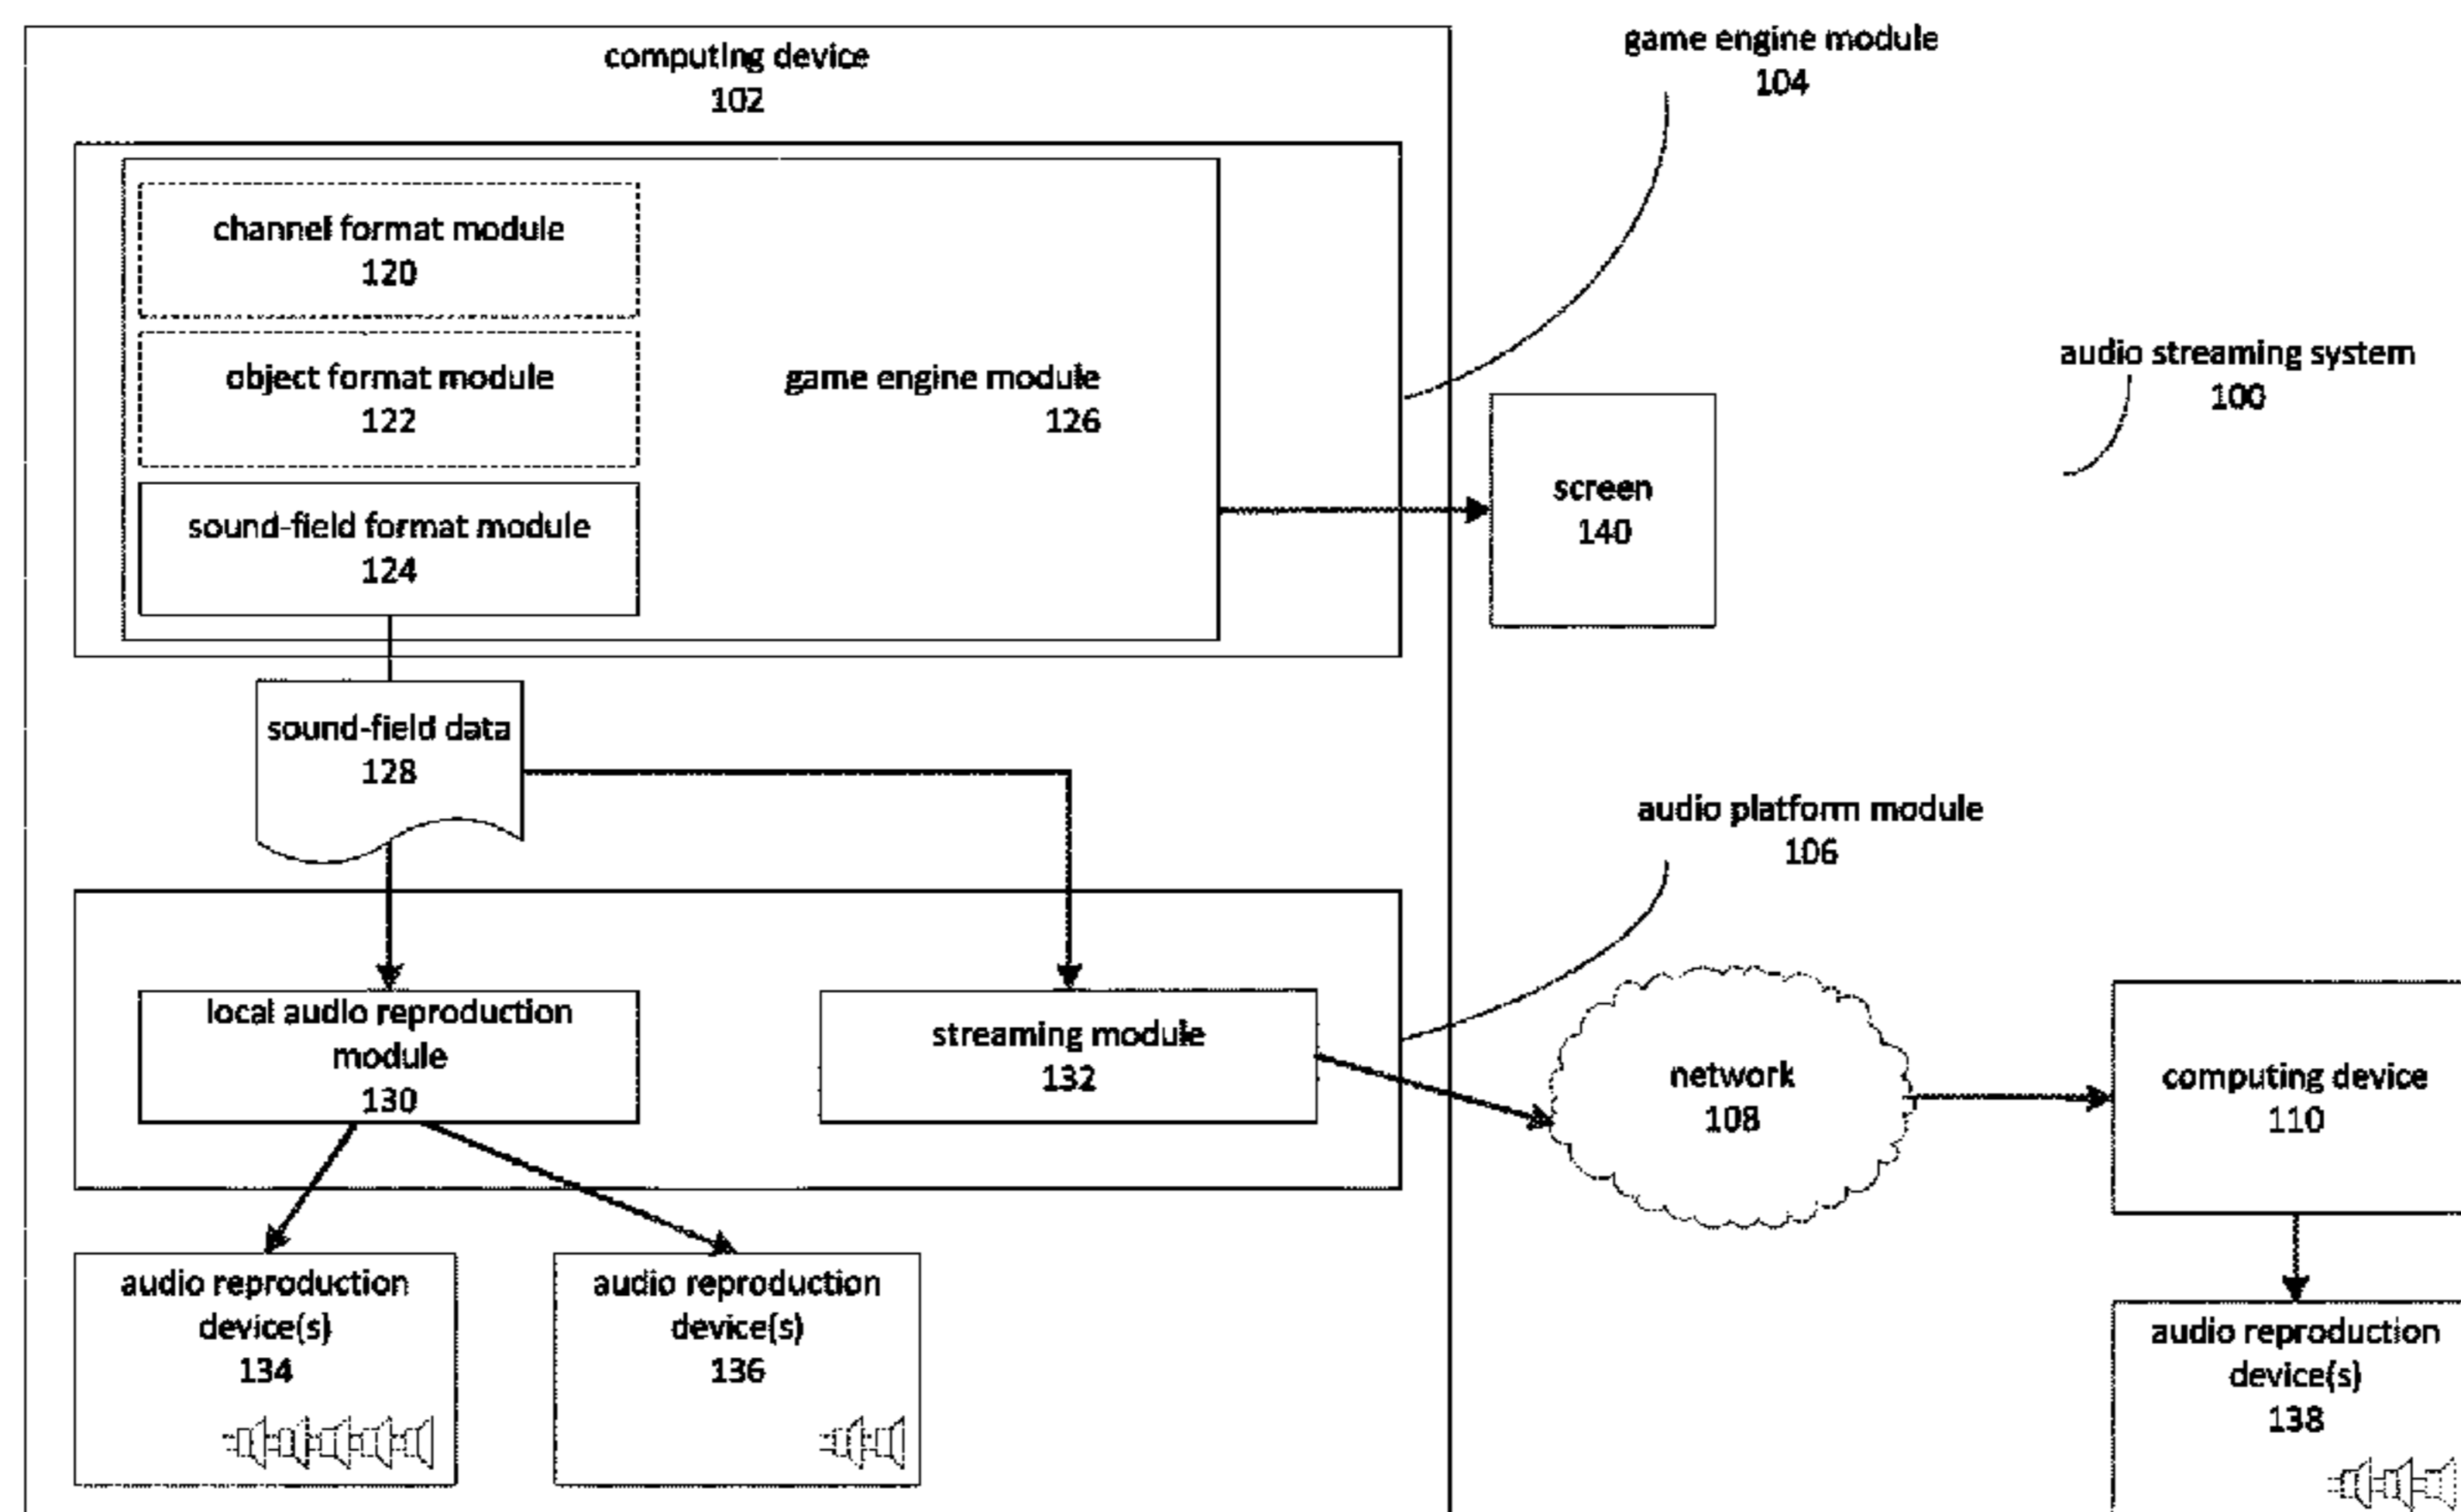 computing device
102
game engine module
104
channel format module
120
object format module
122
game engine module
126
sound-field format module
124
audio streaming system
100
screen
140
sound-field data
128
audio platform module
106
local audio reproduction
module
130
streaming module
132
network
108
computing device
110
audio reproduction
device(s)
134
audio reproduction
device(s)
136
audio reproduction
device(s)
138